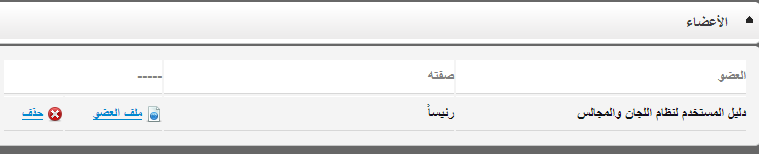 الأعضاء
العضو صفته -----
دليل المستخدم لنظام اللجان والمجالس رئيساً ملف العضو حذف